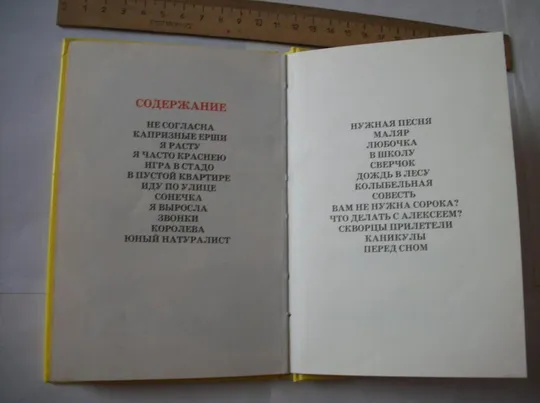 СОДЕРЖАНИЕ
НЕ СОГЛАСНА
КАПРИЗНЫЕ ЕРШИ
Я РАСТУ
Я ЧАСТО КРАСНЕЮ
ИГРА В СТАДО
В ПУСТОЙ КВАРТИРЕ
ИДУ ПО УЛИЦЕ
СОНЕЧКА
Я ВЫРОСЛА
ЗВОНКИ
КОРОЛЕВА
ЮНЫЙ НАТУРАЛИСТ
НУЖНАЯ ПЕСНЯ
МАЛЯР
ЛЮБОЧКА
В ШКОЛУ
СВЕРЧОК
ДОЖДЬ В ЛЕСУ
КОЛЫБЕЛЬНАЯ
СОВЕСТЬ
ВАМ НЕ НУЖНА СОРОКА?
ЧТО ДЕЛАТЬ С АЛЕКСЕЕМ?
СКВОРЦЫ ПРИЛЕТЕЛИ
КАНИКУЛЫ
ПЕРЕД СНОМ